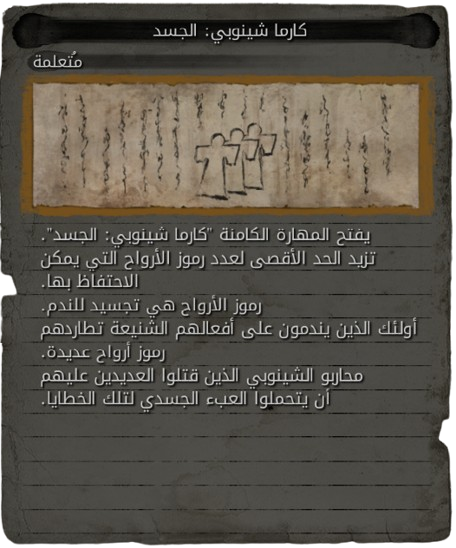 كارما شينوبي: الجسد
مُتعلمة
يفتح المهارة الكامنة "كارما شينوبي: الجسد".
تزيد الحد الأقصى لعدد رموز الأرواح التي يمكن
الاحتفاظ بها.
رموز الأرواح هي تجسيد للندم.
أولئك الذين يندمون على أفعالهم الشنيعة تطاردهم
رموز أرواح عديدة.
محاربو الشينوبي الذين قتلوا العديدين عليهم
أن يتحملوا العبء الجسدي لتلك الخطايا.